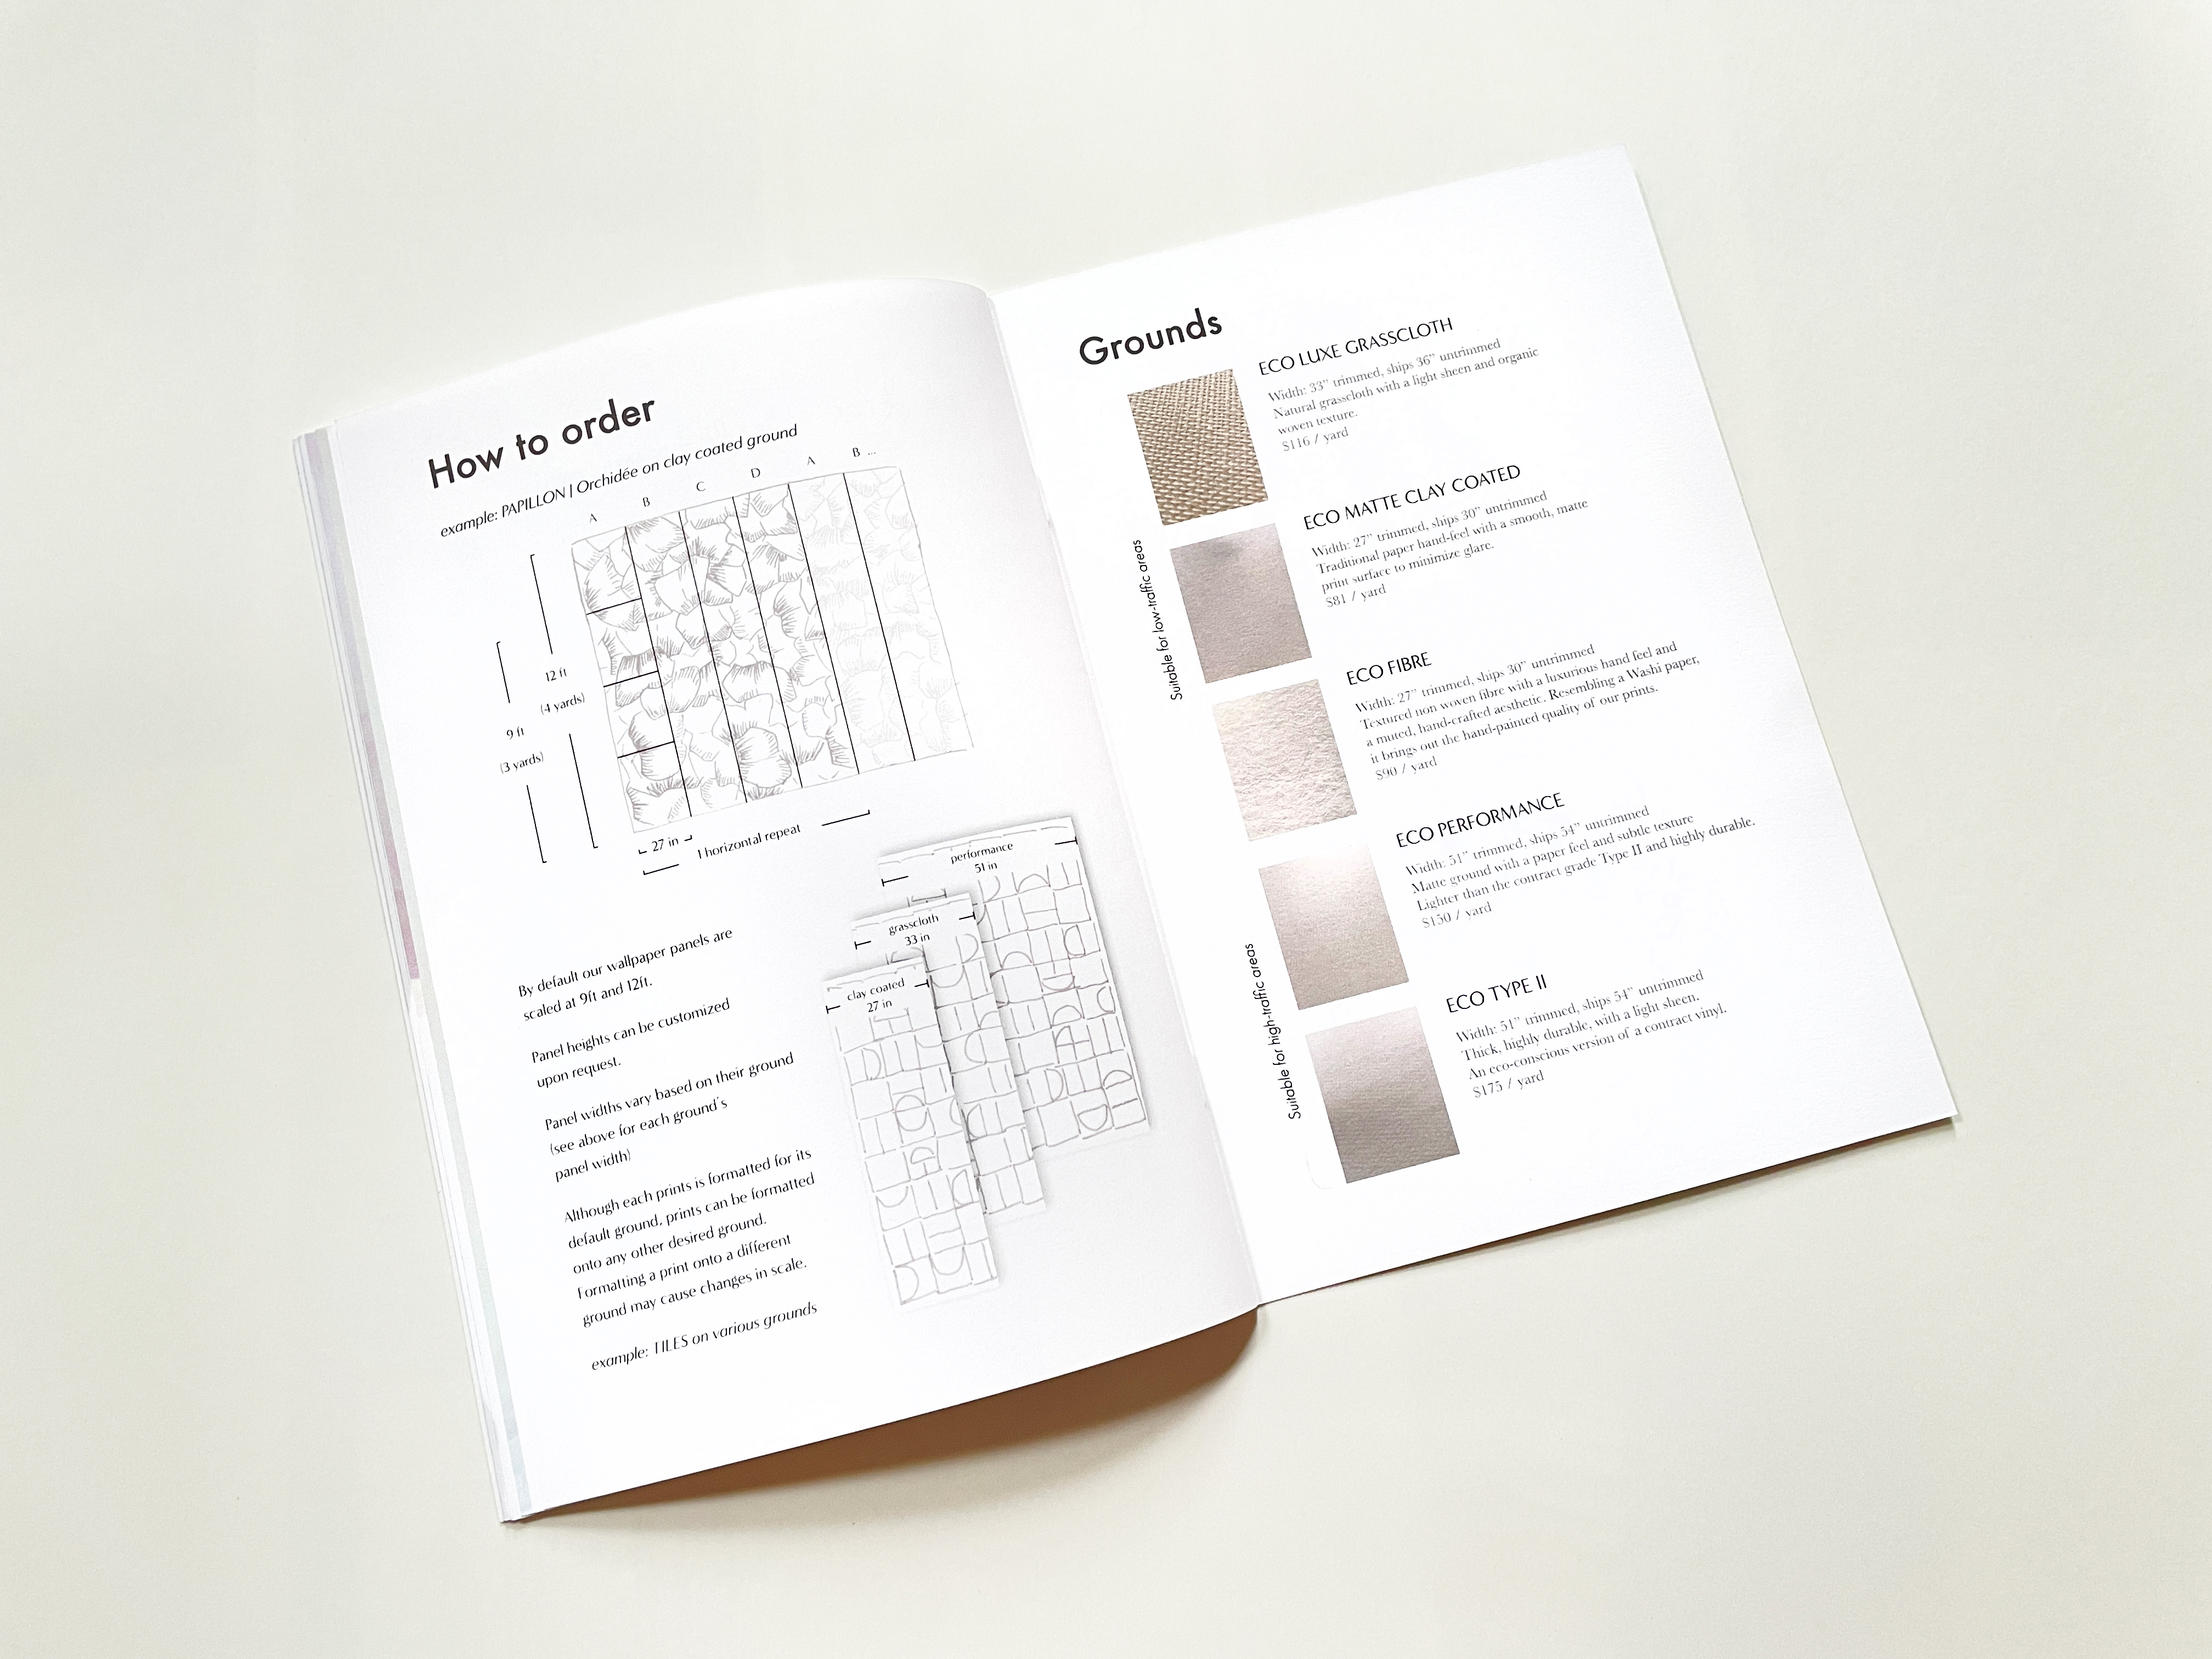 How to order
example: PAPILLON | Orchidée on clay coated ground
A B C D A B ...
12 ft
(4 yards)
9 ft
(3 yards)
27 in
1 horizontal repeat
performance
51 in
grasscloth
33 in
clay coated
27 in
By default our wallpaper panels are
scaled at 9ft and 12ft.
Panel heights can be customized
upon request.
Panel widths vary based on their ground
(see above for each ground's
panel width)
Although each prints is formatted for its
default ground, prints can be formatted
onto any other desired ground.
Formatting a print onto a different
ground may cause changes in scale.
example: TILES on various grounds
Grounds
Suitable for low-traffic areas
ECO LUXE GRASSCLOTH
Width: 33” trimmed, ships 36” untrimmed
Natural grasscloth with a light sheen and organic
woven texture.
$116 / yard
ECO MATTE CLAY COATED
Width: 27” trimmed, ships 30” untrimmed
Traditional paper hand-feel with a smooth, matte
print surface to minimize glare.
$81 / yard
ECO FIBRE
Width: 27” trimmed, ships 30” untrimmed
Textured non woven fibre with a luxurious hand feel and
a muted, hand-crafted aesthetic. Resembling a Washi paper,
it brings out the hand-painted quality of our prints.
$90 / yard
Suitable for high-traffic areas
ECO PERFORMANCE
Width: 51” trimmed, ships 54” untrimmed
Matte ground with a paper feel and subtle texture
Lighter than the contract grade Type II and highly durable.
$150 / yard
ECO TYPE II
Width: 51” trimmed, ships 54” untrimmed
Thick, highly durable, with a light sheen.
An eco-conscious version of a contract vinyl.
$175 / yard